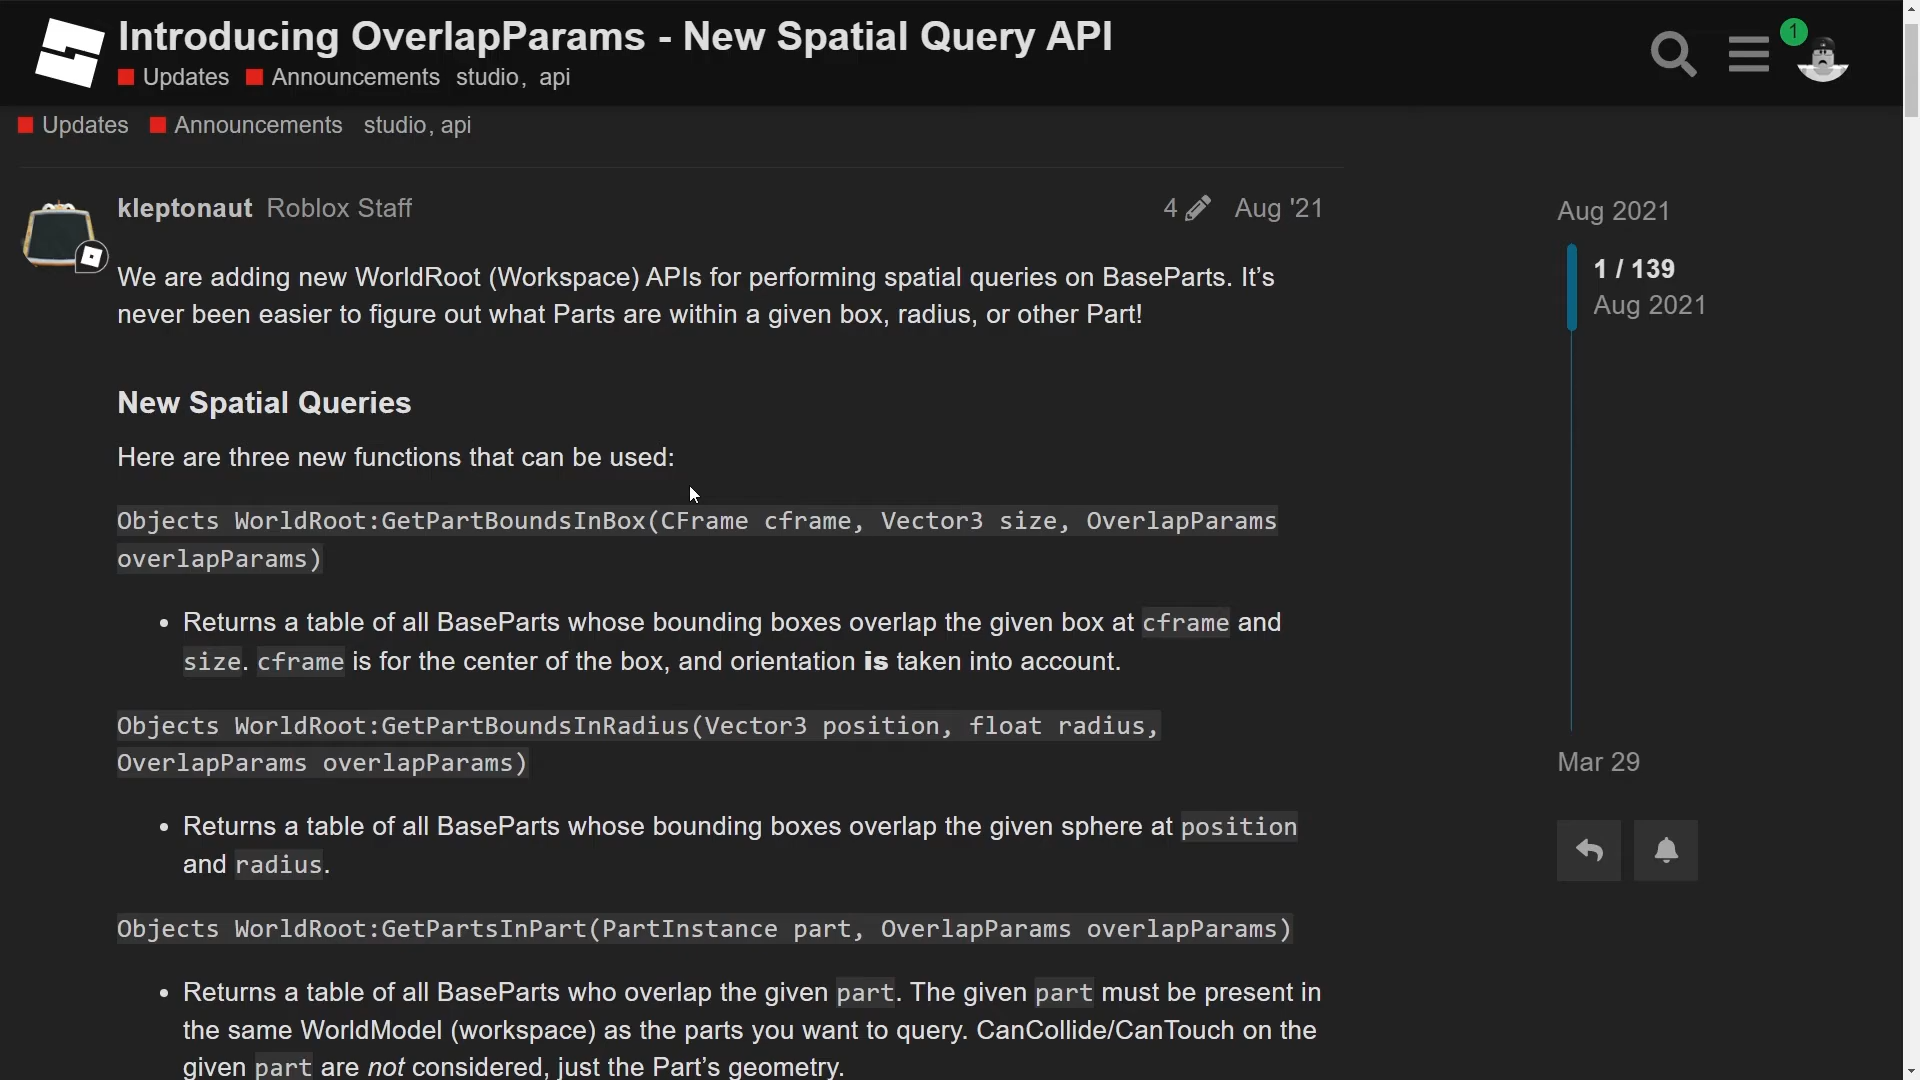 Introducing OverlapParams - New Spatial Query API
Updates Announcements studio, api
1
Updates Announcements studio, api
kleptonaut Roblox Staff 4 Aug '21
We are adding new WorldRoot (Workspace) APIs for performing spatial queries on BaseParts. It’s
never been easier to figure out what Parts are within a given box, radius, or other Part!
New Spatial Queries
Here are three new functions that can be used:
Objects WorldRoot:GetPartBoundsInBox(CFrame cframe, Vector3 size, OverlapParams
overlapParams)
• Returns a table of all BaseParts whose bounding boxes overlap the given box at cframe and
size. cframe is for the center of the box, and orientation is taken into account.
Objects WorldRoot:GetPartBoundsInRadius(Vector3 position, float radius,
OverlapParams overlapParams)
• Returns a table of all BaseParts whose bounding boxes overlap the given sphere at position
and radius.
Objects WorldRoot:GetPartsInPart(PartInstance part, OverlapParams overlapParams)
• Returns a table of all BaseParts who overlap the given part. The given part must be present in
the same WorldModel (workspace) as the parts you want to query. CanCollide/CanTouch on the
given part are not considered, just the Part’s geometry.
Aug 2021
1 / 139
Aug 2021
Mar 29